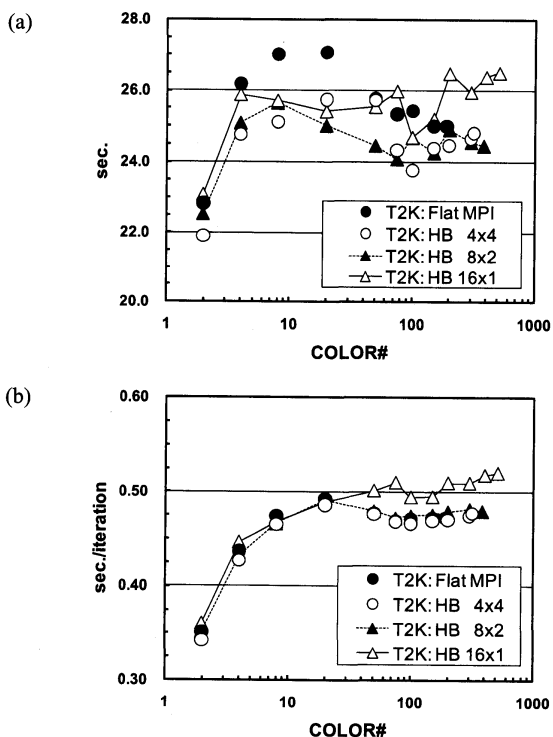 (a)
28.0
26.0
24.0
22.0
20.0
sec.
T2K: Flat MPI
T2K: HB 4x4
T2K: HB 8x2
T2K: HB 16x1
1 10 100 1000
COLOR#
(b)
0.60
0.50
0.40
0.30
sec./iteration
T2K: Flat MPI
T2K: HB 4x4
T2K: HB 8x2
T2K: HB 16x1
1 10 100 1000
COLOR#